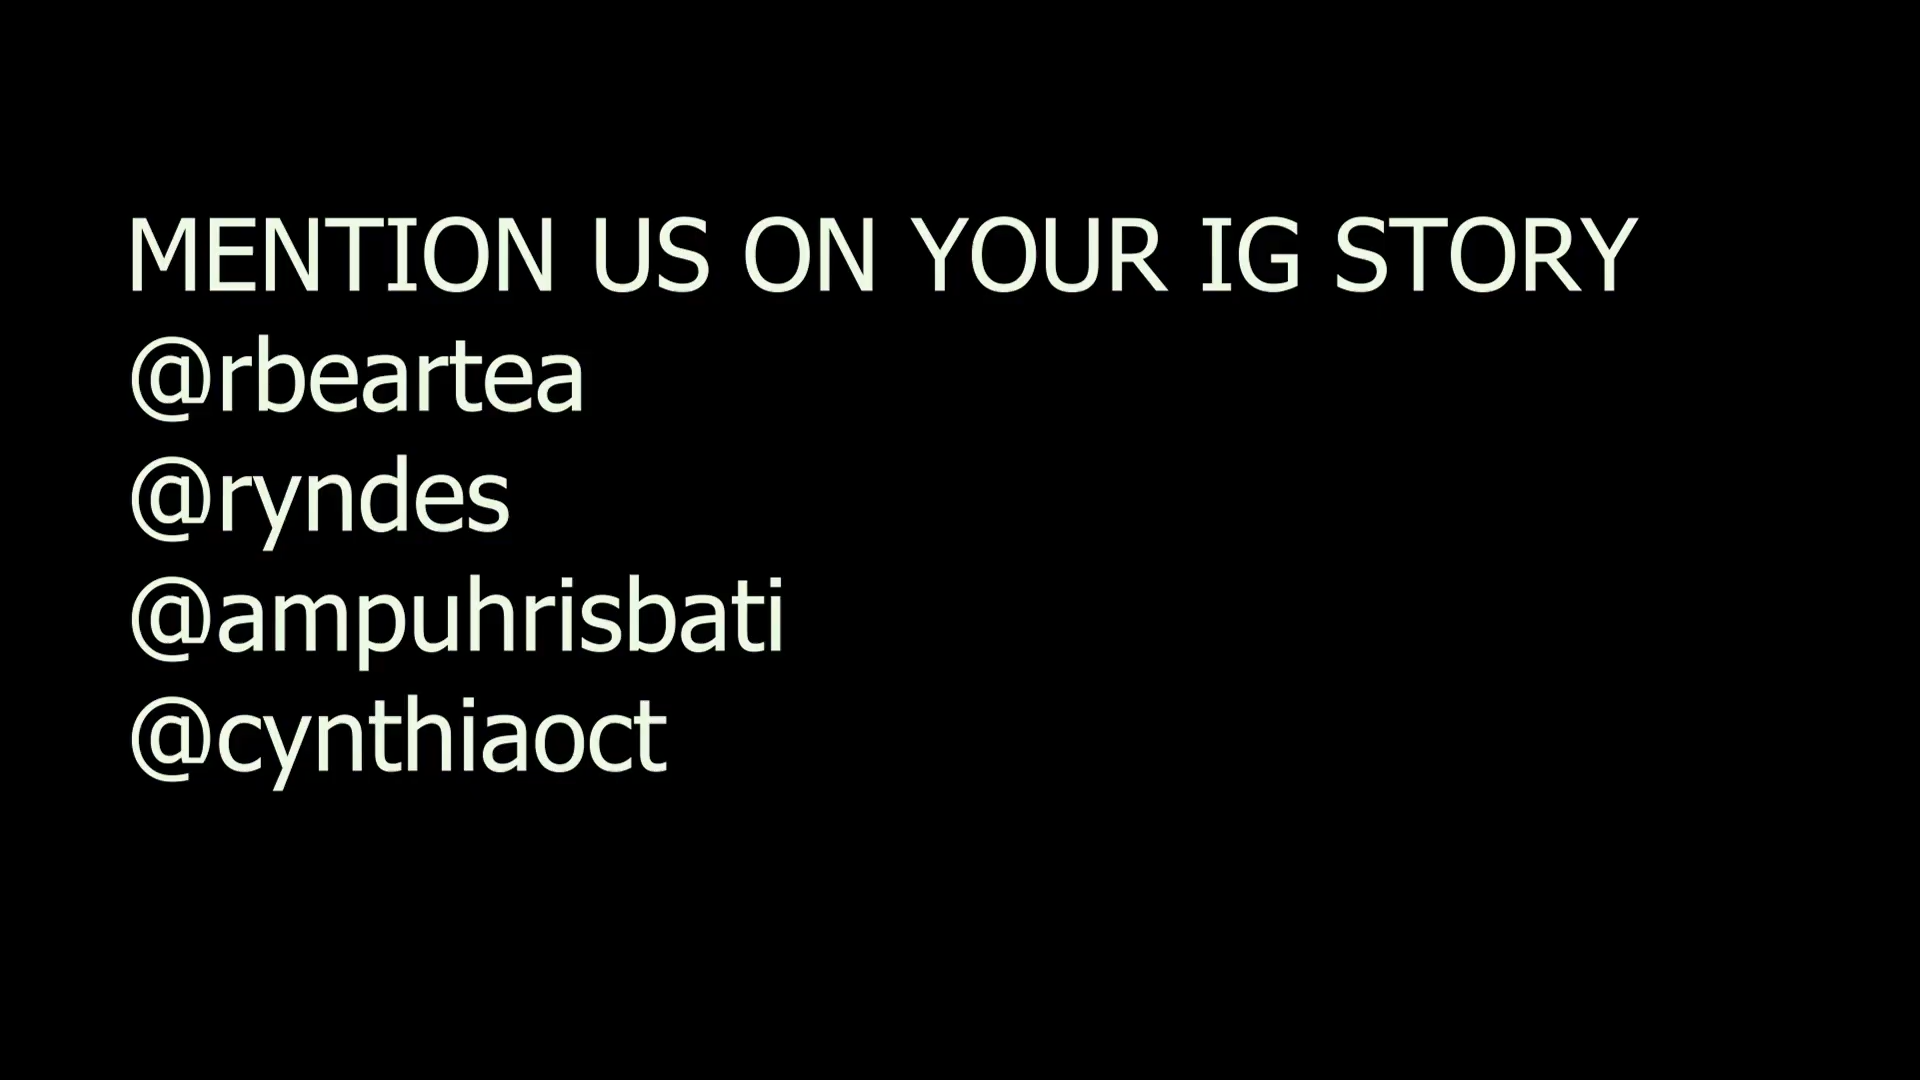 MENTION US ON YOUR IG STORY
@rbeartea
@ryndes
@ampuhrisbati
@cynthiaoct